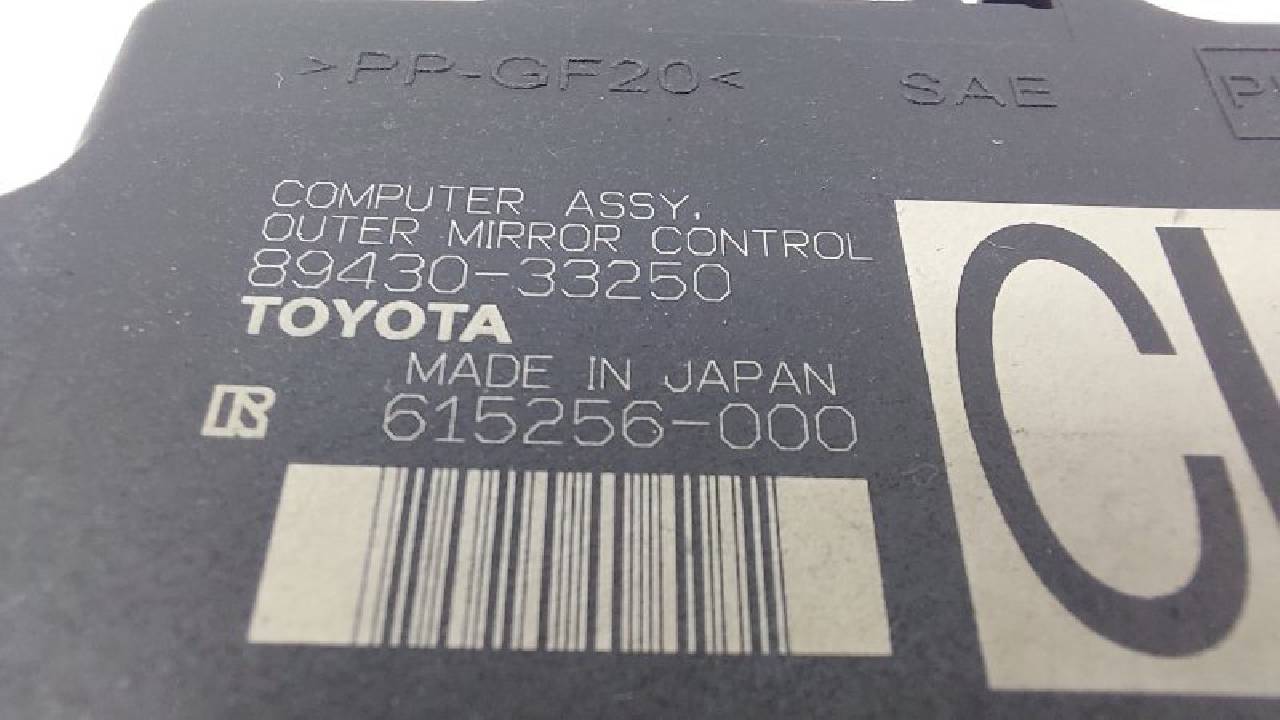 >PP-GF20<
SAE
COMPUTER ASSY,
OUTER MIRROR CONTROL
89430-33250
TOYOTA
MADE IN JAPAN
615256-000